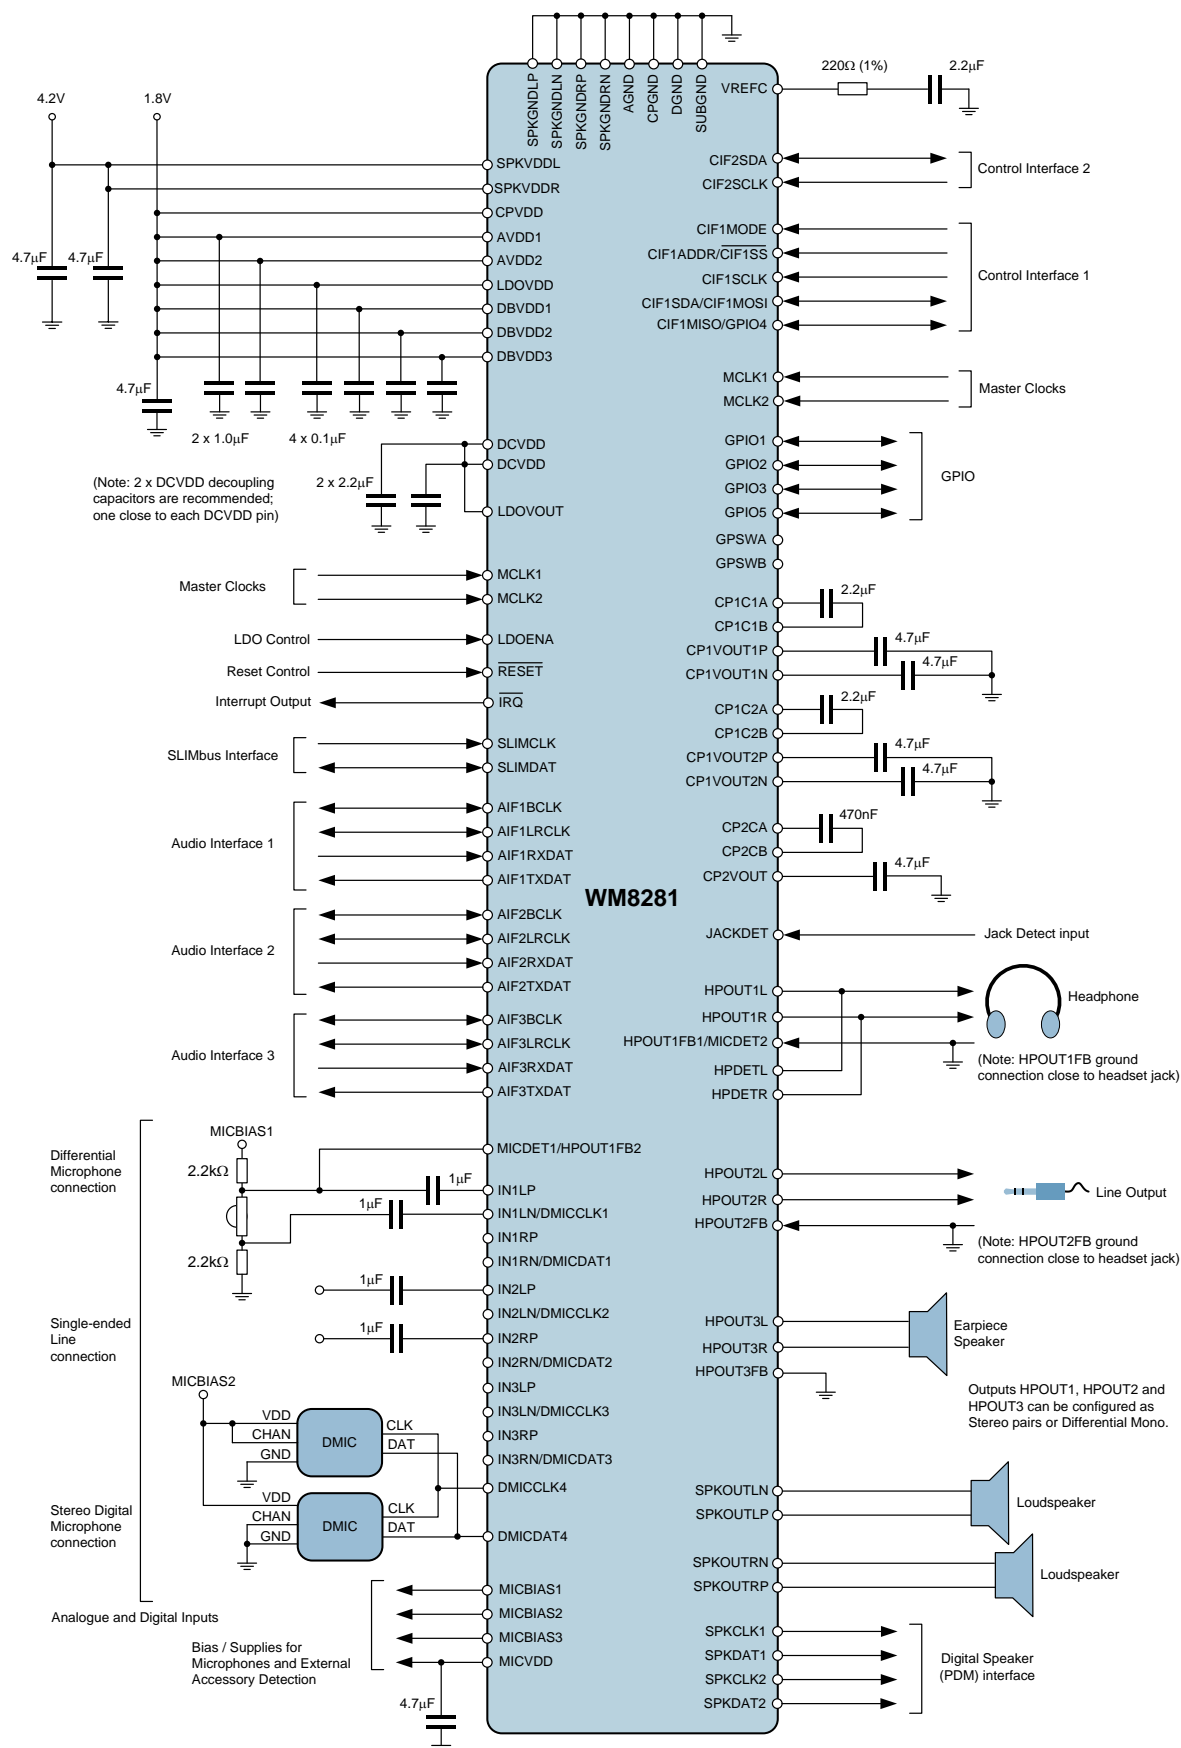 SPKGNDLP
SPKGNDLN
SPKGNDRP
SPKGNDRN
AGND
CPGND
DGND
SUBGND
4.2V
1.8V
SPKVDDL
SPKVDDR
CPVDD
AVDD1
AVDD2
LDOVDD
DBVDD1
DBVDD2
DBVDD3
4.7µF
4.7µF
4.7µF
2 x 1.0µF
4 x 0.1µF
(Note: 2 x DCVDD decoupling
capacitors are recommended;
one close to each DCVDD pin)
2 x 2.2µF
DCVDD
DCVDD
LDOVOUT
Master Clocks
MCLK1
MCLK2
LDO Control
LDOENA
Reset Control
RESET
Interrupt Output
IRQ
SLIMbus Interface
SLIMCLK
SLIMDAT
Audio Interface 1
AIF1BCLK
AIF1LRCLK
AIF1RXDAT
AIF1TXDAT
Audio Interface 2
AIF2BCLK
AIF2LRCLK
AIF2RXDAT
AIF2TXDAT
Audio Interface 3
AIF3BCLK
AIF3LRCLK
AIF3RXDAT
AIF3TXDAT
WM8281
Differential
Microphone
connection
MICBIAS1
2.2kΩ
2.2kΩ
1µF
1µF
MICDET1/HPOUT1FB2
IN1LP
IN1LN/DMICCLK1
IN1RP
IN1RN/DMICDAT1
Single-ended
Line
connection
1µF
1µF
IN2LP
IN2LN/DMICCLK2
IN2RP
IN2RN/DMICDAT2
IN3LP
IN3LN/DMICCLK3
IN3RP
IN3RN/DMICDAT3
DMICCLK4
DMICDAT4
Stereo Digital
Microphone
connection
MICBIAS2
VDD
CHAN
GND
DMIC
CLK
DAT
VDD
CHAN
GND
DMIC
CLK
DAT
Analogue and Digital Inputs
Bias / Supplies for
Microphones and External
Accessory Detection
MICBIAS1
MICBIAS2
MICBIAS3
MICVDD
4.7µF
VREFC
220Ω (1%)
2.2µF
CIF2SDA
CIF2SCLK
Control Interface 2
CIF1MODE
CIF1ADDR/CIF1SS
CIF1SCLK
CIF1SDA/CIF1MOSI
CIF1MISO/GPIO4
Control Interface 1
MCLK1
MCLK2
Master Clocks
GPIO1
GPIO2
GPIO3
GPIO5
GPIO
GPSWA
GPSWB
CP1C1A
CP1C1B
2.2µF
CP1VOUT1P
CP1VOUT1N
4.7µF
4.7µF
CP1C2A
CP1C2B
2.2µF
CP1VOUT2P
CP1VOUT2N
4.7µF
4.7µF
CP2CA
CP2CB
470nF
CP2VOUT
4.7µF
JACKDET
Jack Detect input
HPOUT1L
HPOUT1R
HPOUT1FB1/MICDET2
HPDETL
HPDETR
Headphone
(Note: HPOUT1FB ground
connection close to headset jack)
HPOUT2L
HPOUT2R
HPOUT2FB
Line Output
(Note: HPOUT2FB ground
connection close to headset jack)
HPOUT3L
HPOUT3R
HPOUT3FB
Earpiece
Speaker
Outputs HPOUT1, HPOUT2 and
HPOUT3 can be configured as
Stereo pairs or Differential Mono.
SPKOUTLN
SPKOUTLP
Loudspeaker
SPKOUTRN
SPKOUTRP
Loudspeaker
SPKCLK1
SPKDAT1
SPKCLK2
SPKDAT2
Digital Speaker
(PDM) interface